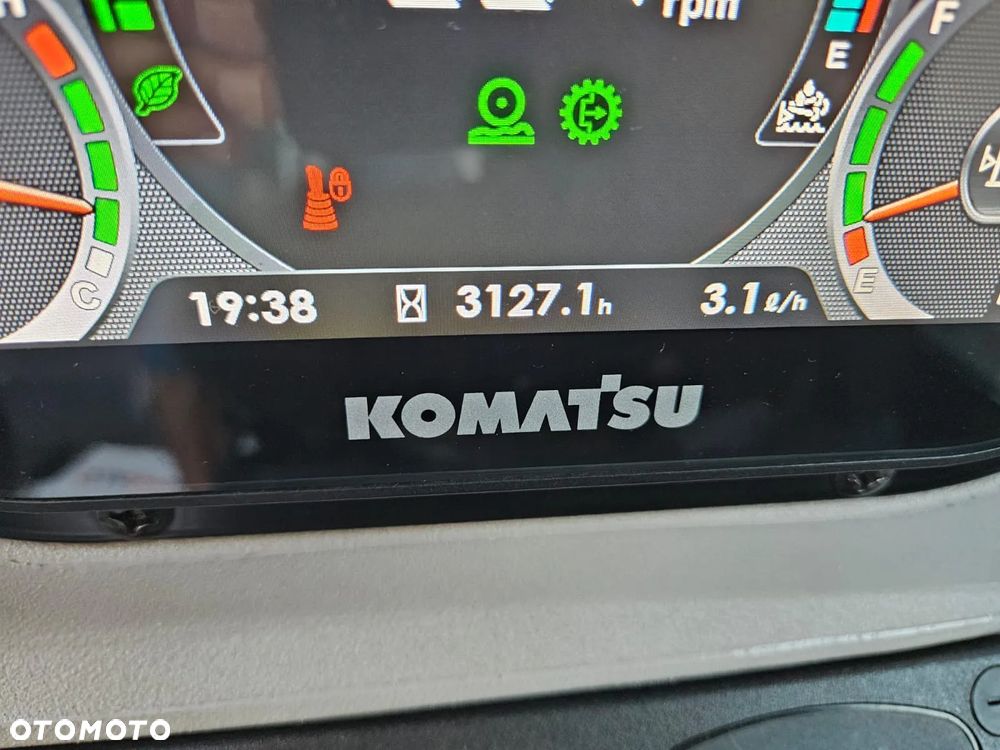 rpm
F
E
C
E
19:38 3127.1h 3.1ℓ/h
KOMATSU
OTOMOTO